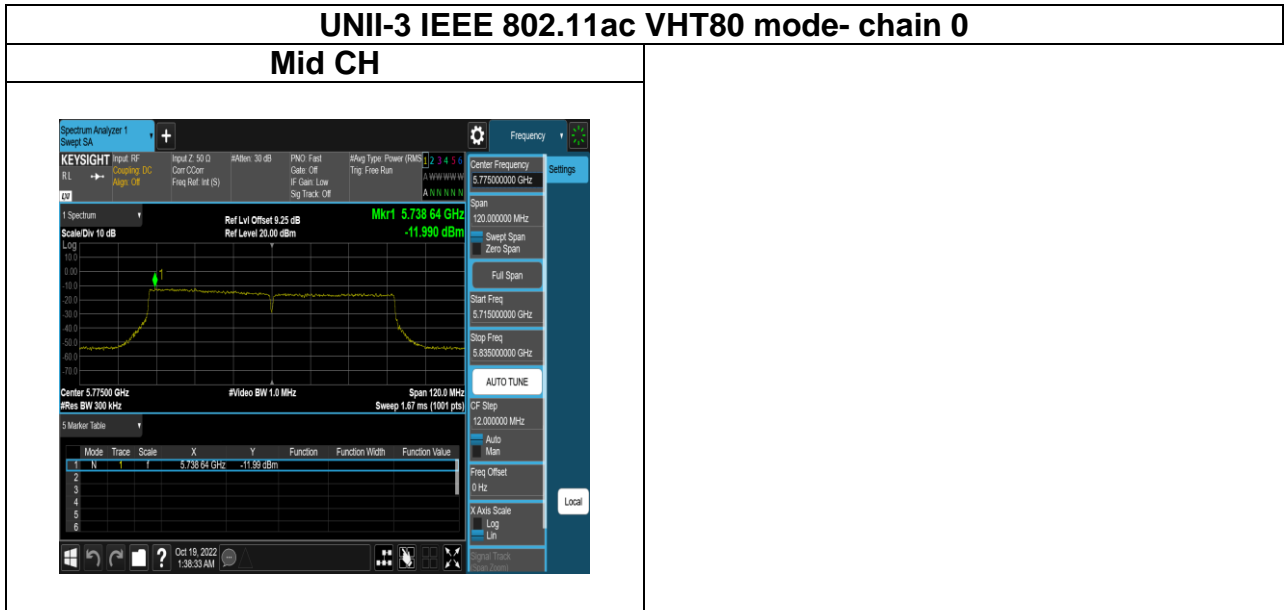 UNII-3 IEEE 802.11ac VHT80 mode- chain 0
Mid CH
Spectrum Analyzer 1
Swept SA
Frequency
KEYSIGHT
R L
LXI
Input: RF
Coupling: DC
Align: Off
Input Z: 50 Ω
Corr CCorr
Freq Ref: Int (S)
#Atten: 30 dB
PNO: Fast
Gate: Off
IF Gain: Low
Sig Track: Off
#Avg Type: Power (RMS
Trig: Free Run
1 2 3 4 5 6
A W W W W W
A N N N N N
1 Spectrum
Scale/Div 10 dB
Ref Lvl Offset 9.25 dB
Ref Level 20.00 dBm
Mkr1 5.738 64 GHz
-11.990 dBm
Log
10.0
0.00
-10.0
-20.0
-30.0
-40.0
-50.0
-60.0
-70.0
1
Center 5.77500 GHz
#Res BW 300 kHz
#Video BW 1.0 MHz
Span 120.0 MHz
Sweep 1.67 ms (1001 pts)
5 Marker Table
Mode Trace Scale X Y Function Function Width Function Value
1 N 1 f 5.738 64 GHz -11.99 dBm
2
3
4
5
6
Oct 19, 2022
1:38:33 AM
Center Frequency
5.775000000 GHz
Settings
Span
120.000000 MHz
Swept Span
Zero Span
Full Span
Start Freq
5.715000000 GHz
Stop Freq
5.835000000 GHz
AUTO TUNE
CF Step
12.000000 MHz
Auto
Man
Freq Offset
0 Hz
X Axis Scale
Log
Lin
Local
Signal Track
(Span Zoom)